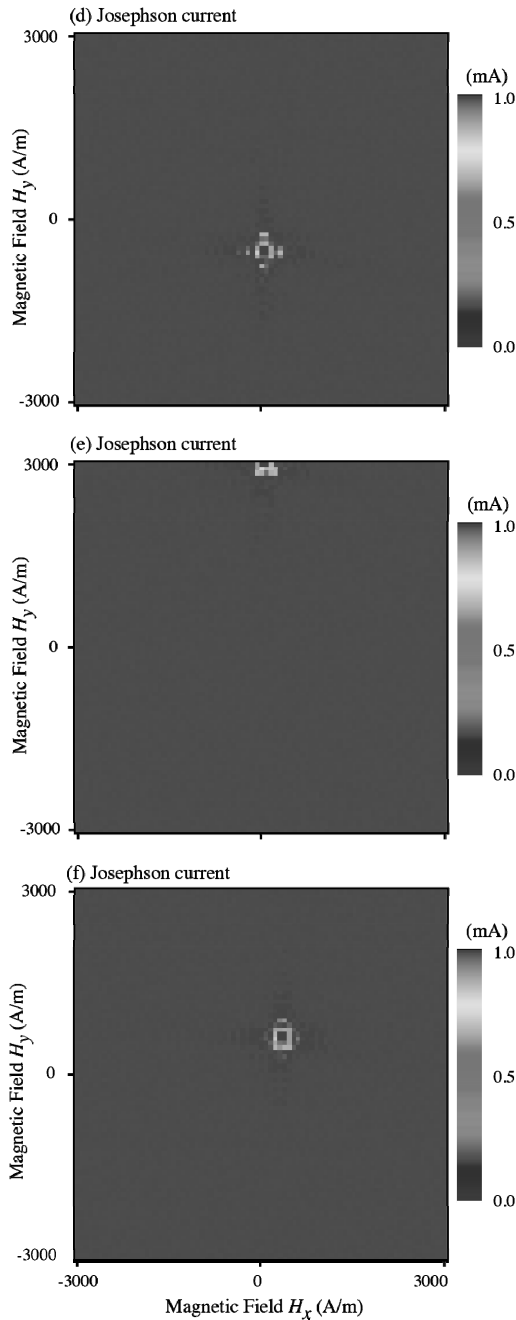 (d) Josephson current
3000
0
-3000
Magnetic Field Hy (A/m)
(mA)
1.0
0.5
0.0
(e) Josephson current
3000
0
-3000
Magnetic Field Hy (A/m)
(mA)
1.0
0.5
0.0
(f) Josephson current
3000
0
-3000
Magnetic Field Hy (A/m)
(mA)
1.0
0.5
0.0
-3000 0 3000
Magnetic Field Hx (A/m)